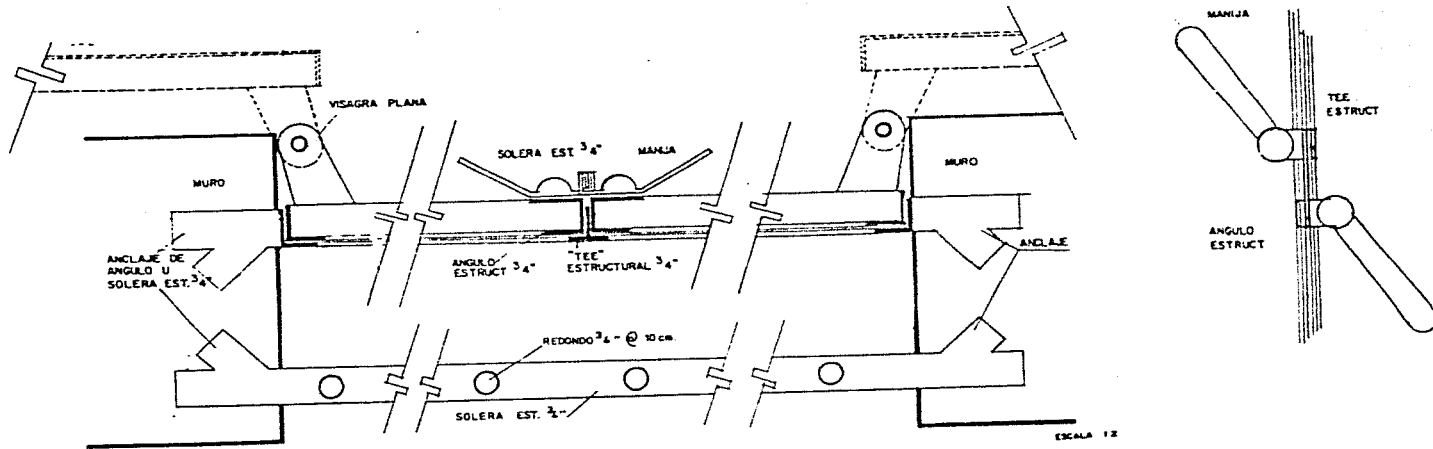 VISAGRA PLANA
MURO
SOLERA EST. 3/4"
MANIJA
MURO
ANCLAJE DE
ANGULO U
SOLERA EST. 3/4"
ANGULO
ESTRUCT 3/4"
"TEE"
ESTRUCTURAL 3/4"
ANCLAJE
REDONDO 3/4" @ 10 cm.
SOLERA EST. 3/4"
ESCALA 1:2
MANIJA
TEE
ESTRUCT
ANGULO
ESTRUCT